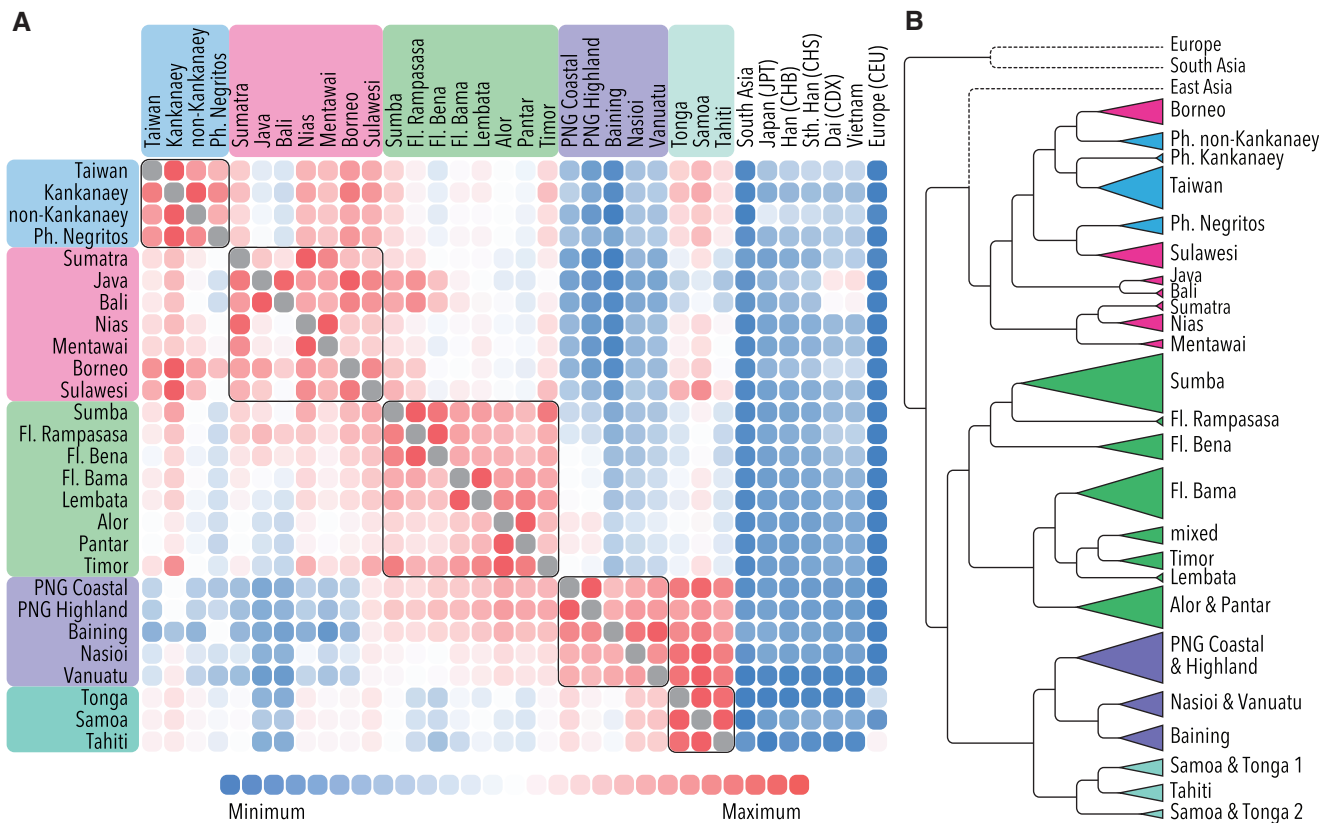 A
Taiwan
Kankanaey
non-Kankanaey
Ph. Negritos
Sumatra
Java
Bali
Nias
Mentawai
Borneo
Sulawesi
Sumba
Fl. Rampasasa
Fl. Bena
Fl. Bama
Lembata
Alor
Pantar
Timor
PNG Coastal
PNG Highland
Baining
Nasioi
Vanuatu
Tonga
Samoa
Tahiti
South Asia
Japan (JPT)
Han (CHB)
Sth. Han (CHS)
Dai (CDX)
Vietnam
Europe (CEU)
Taiwan
Kankanaey
non-Kankanaey
Ph. Negritos
Sumatra
Java
Bali
Nias
Mentawai
Borneo
Sulawesi
Sumba
Fl. Rampasasa
Fl. Bena
Fl. Bama
Lembata
Alor
Pantar
Timor
PNG Coastal
PNG Highland
Baining
Nasioi
Vanuatu
Tonga
Samoa
Tahiti
Minimum
Maximum
B
Europe
South Asia
East Asia
Borneo
Ph. non-Kankanaey
Ph. Kankanaey
Taiwan
Ph. Negritos
Sulawesi
Java
Bali
Sumatra
Nias
Mentawai
Sumba
Fl. Rampasasa
Fl. Bena
Fl. Bama
mixed
Timor
Lembata
Alor & Pantar
PNG Coastal
& Highland
Nasioi & Vanuatu
Baining
Samoa & Tonga 1
Tahiti
Samoa & Tonga 2